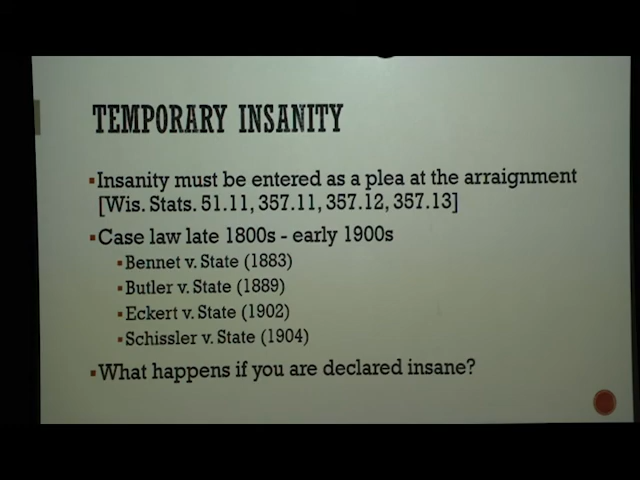 TEMPORARY INSANITY
▪Insanity must be entered as a plea at the arraignment
[Wis. Stats. 51.11, 357.11, 357.12, 357.13]
▪Case law late 1800s - early 1900s
▪Bennet v. State (1883)
▪Butler v. State (1889)
▪Eckert v. State (1902)
▪Schissler v. State (1904)
▪What happens if you are declared insane?